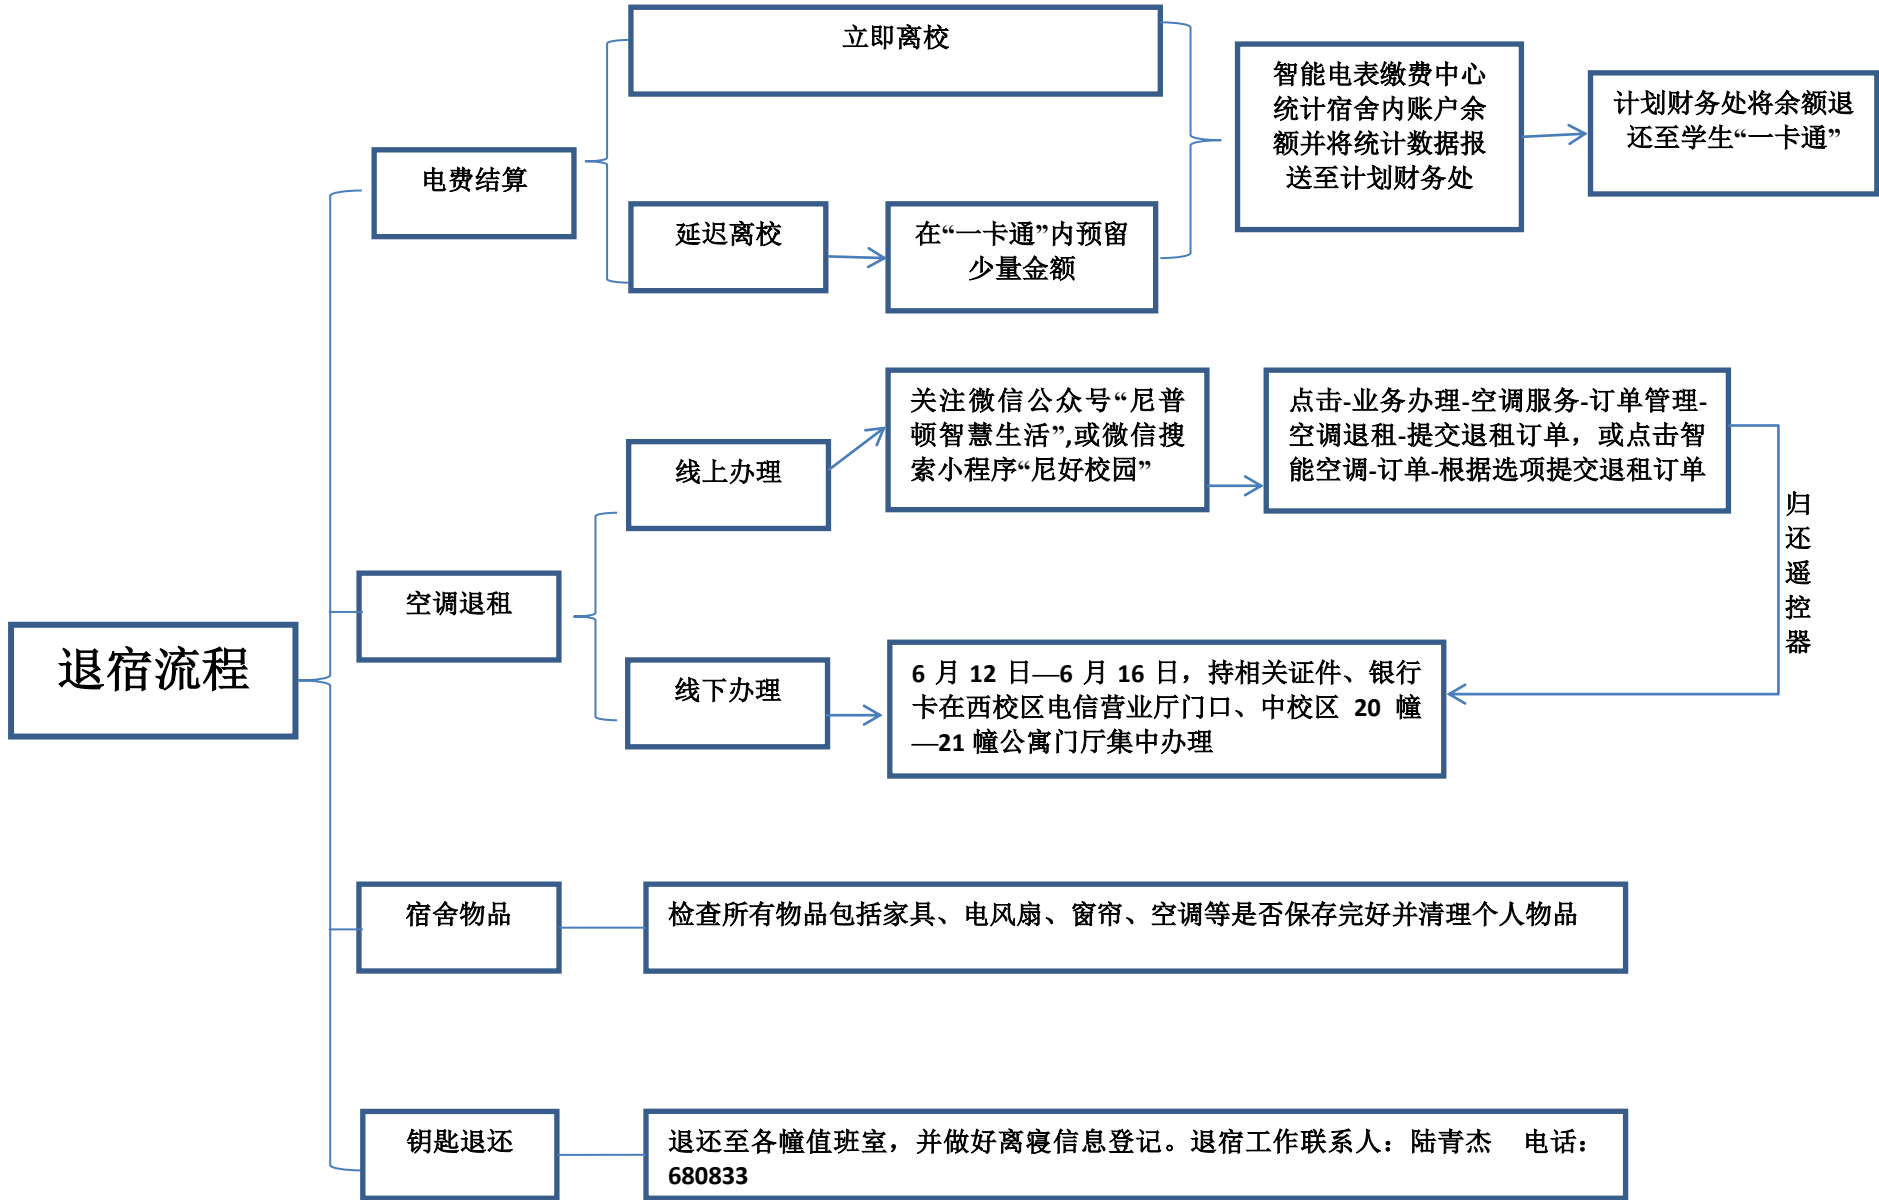 退宿流程
电费结算
立即离校
延迟离校
在“一卡通”内预留
少量金额
智能电表缴费中心
统计宿舍内账户余
额并将统计数据报
送至计划财务处
计划财务处将余额退
还至学生“一卡通”
空调退租
线上办理
关注微信公众号“尼普
顿智慧生活”,或微信搜
索小程序“尼好校园”
点击-业务办理-空调服务-订单管理-
空调退租-提交退租订单，或点击智
能空调-订单-根据选项提交退租订单
归
还
遥
控
器
线下办理
6 月 12 日—6 月 16 日，持相关证件、银行
卡在西校区电信营业厅门口、中校区 20 幢
—21 幢公寓门厅集中办理
宿舍物品
检查所有物品包括家具、电风扇、窗帘、空调等是否保存完好并清理个人物品
钥匙退还
退还至各幢值班室，并做好离寝信息登记。退宿工作联系人：陆青杰 电话：
680833